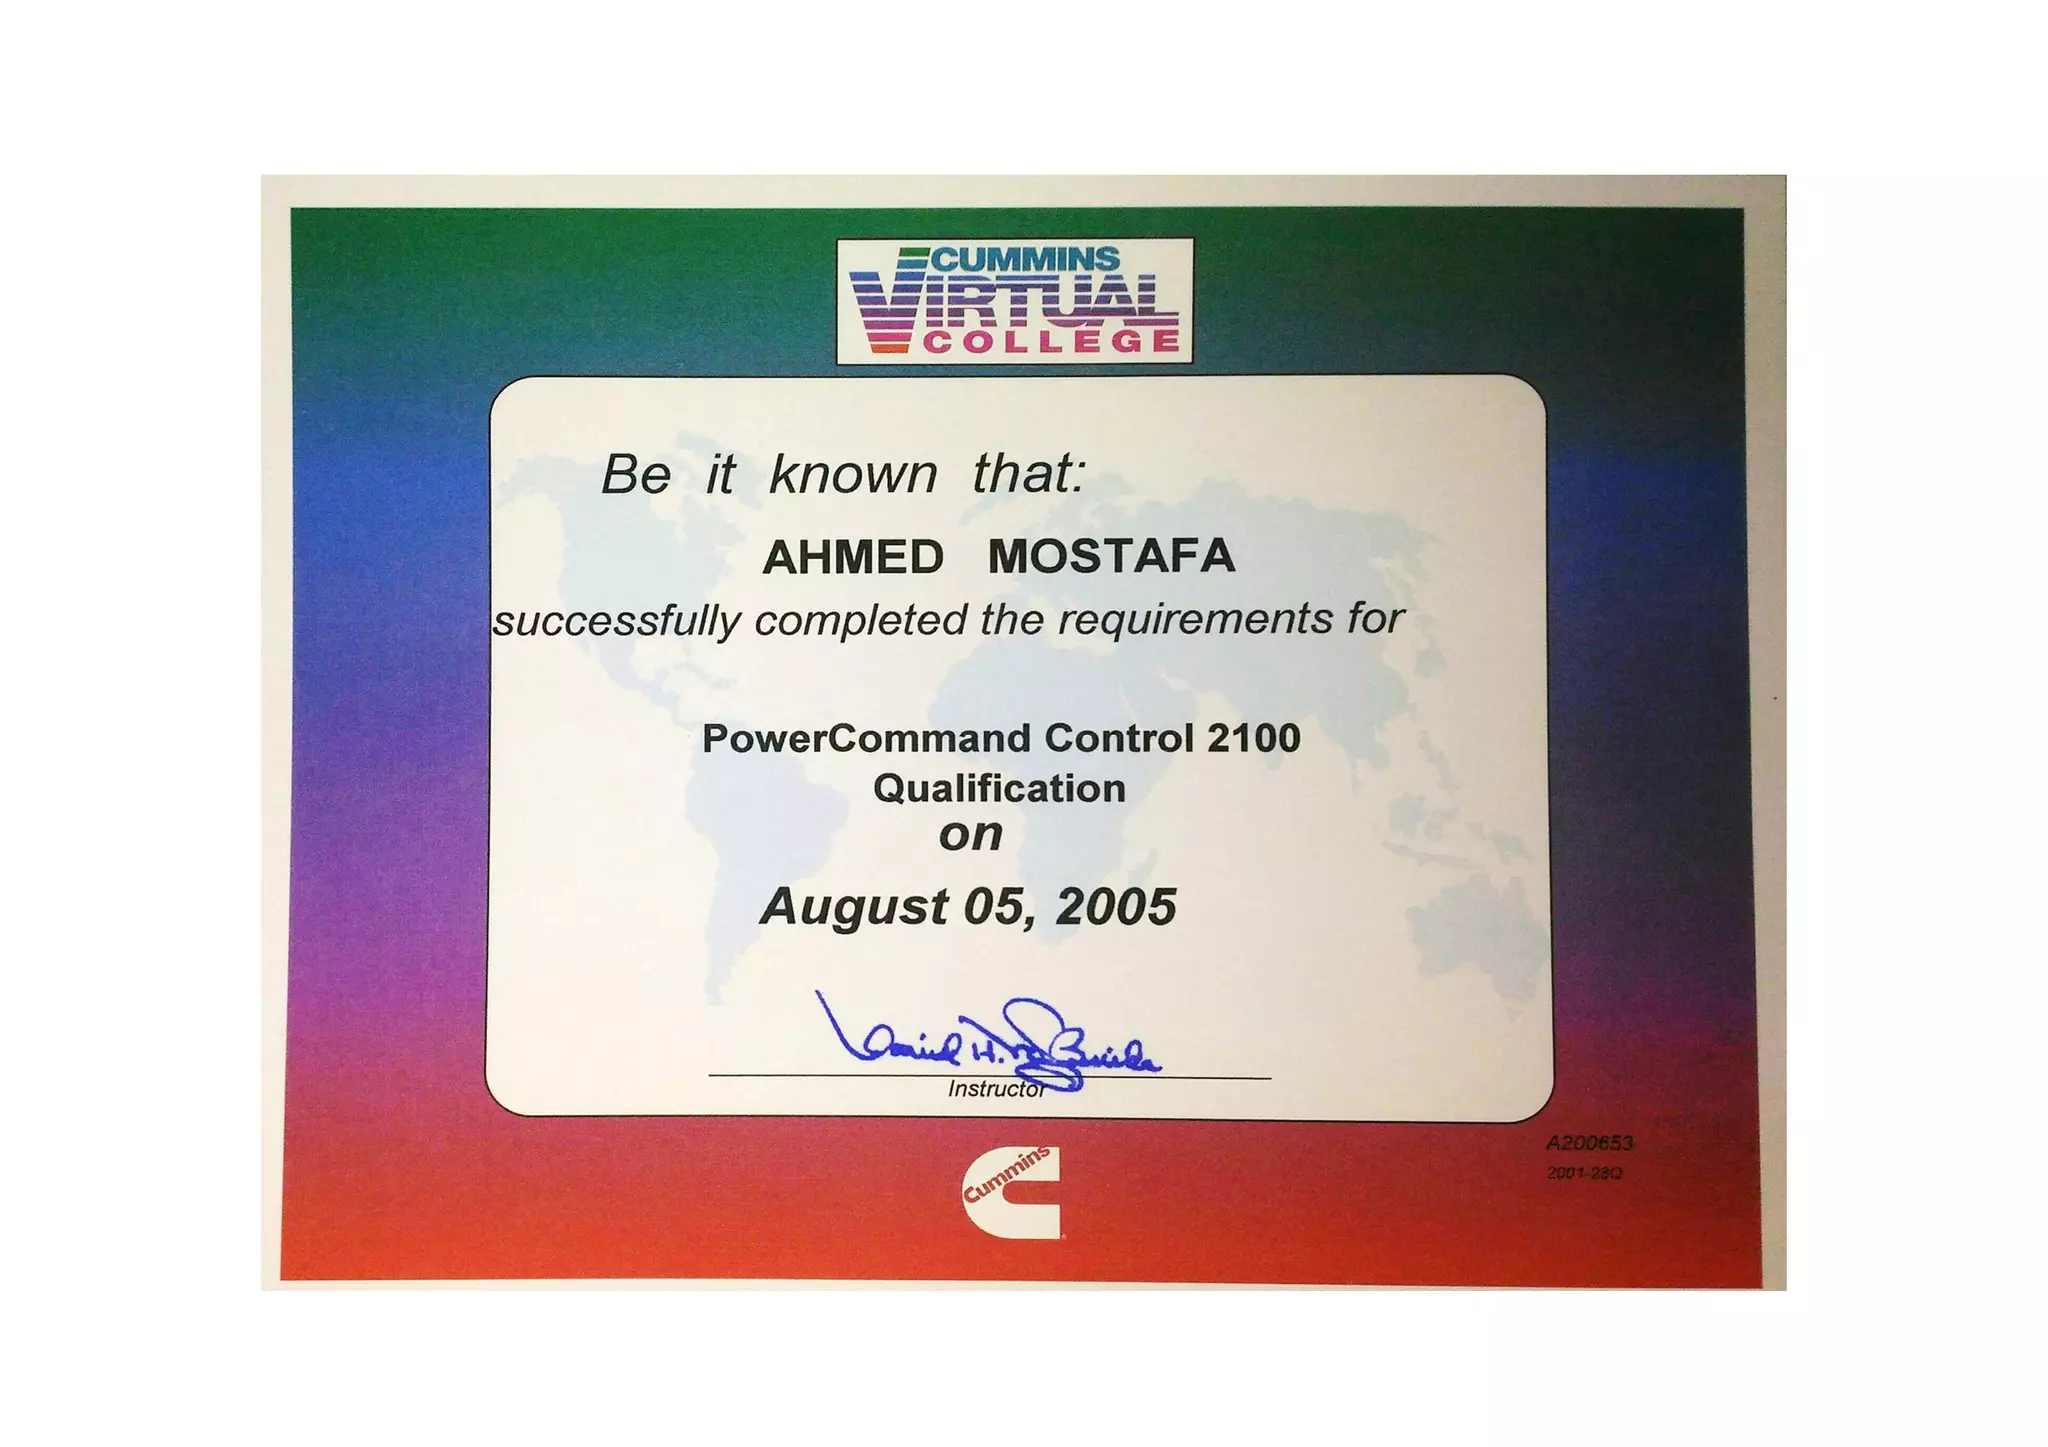 CUMMINS
VIRTUAL
COLLEGE
Be it known that:
AHMED MOSTAFA
successfully completed the requirements for
PowerCommand Control 2100
Qualification
on
August 05, 2005
Instructor
Cummins
A200653
2001-28Q